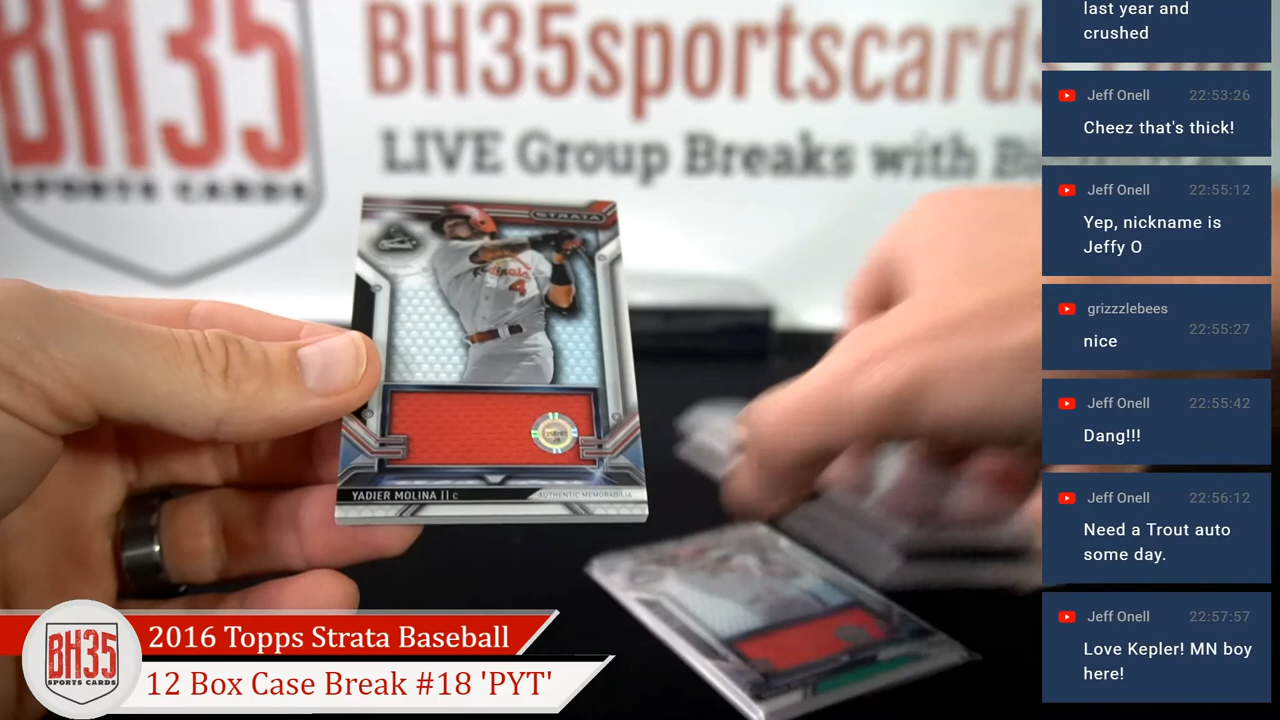 BH35
SPORTS CARDS
BH35sportscards
LIVE Group Breaks with
STRATA
Cardinals
4
YADIER MOLINA || C
AUTHENTIC MEMORABILIA
BH35
SPORTS CARDS
2016 Topps Strata Baseball
12 Box Case Break #18 'PYT'
last year and
crushed
Jeff Onell 22:53:26
Cheez that's thick!
Jeff Onell 22:55:12
Yep, nickname is
Jeffy O
grizzzlebees 22:55:27
nice
Jeff Onell 22:55:42
Dang!!!
Jeff Onell 22:56:12
Need a Trout auto
some day.
Jeff Onell 22:57:57
Love Kepler! MN boy
here!